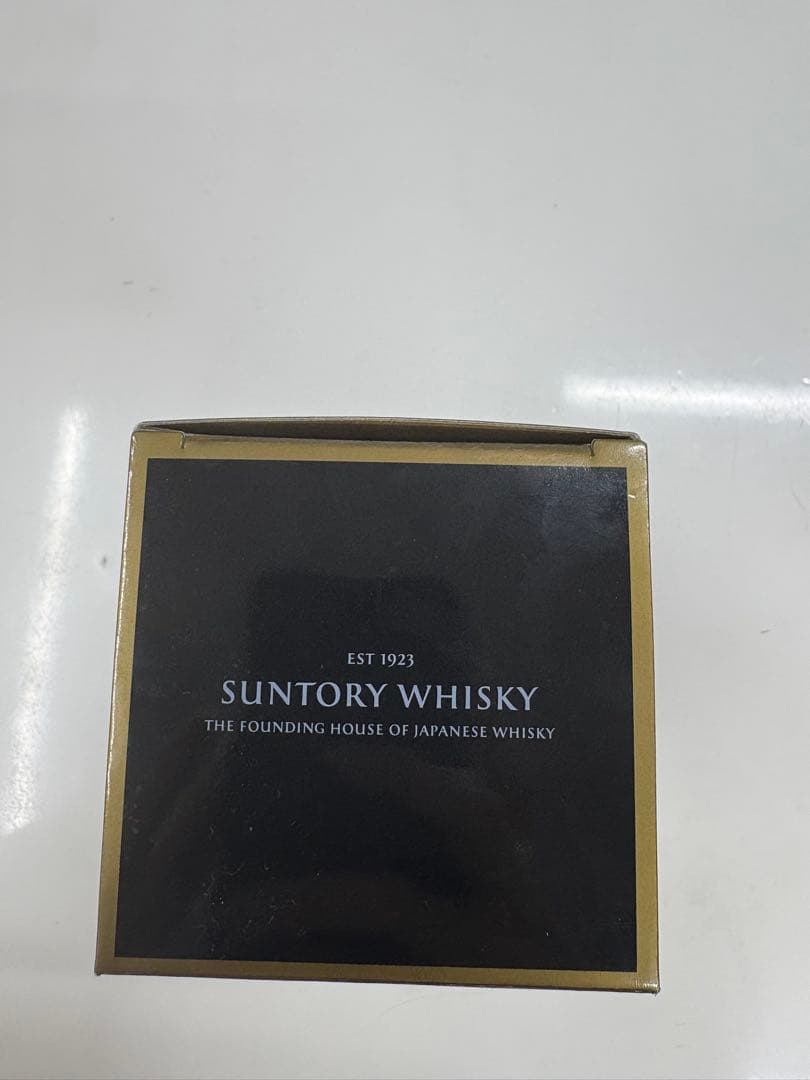 EST 1923
SUNTORY WHISKY
THE FOUNDING HOUSE OF JAPANESE WHISKY